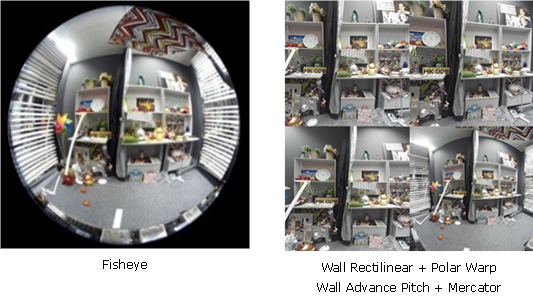 Fisheye
Wall Rectilinear + Polar Warp
Wall Advance Pitch + Mercator